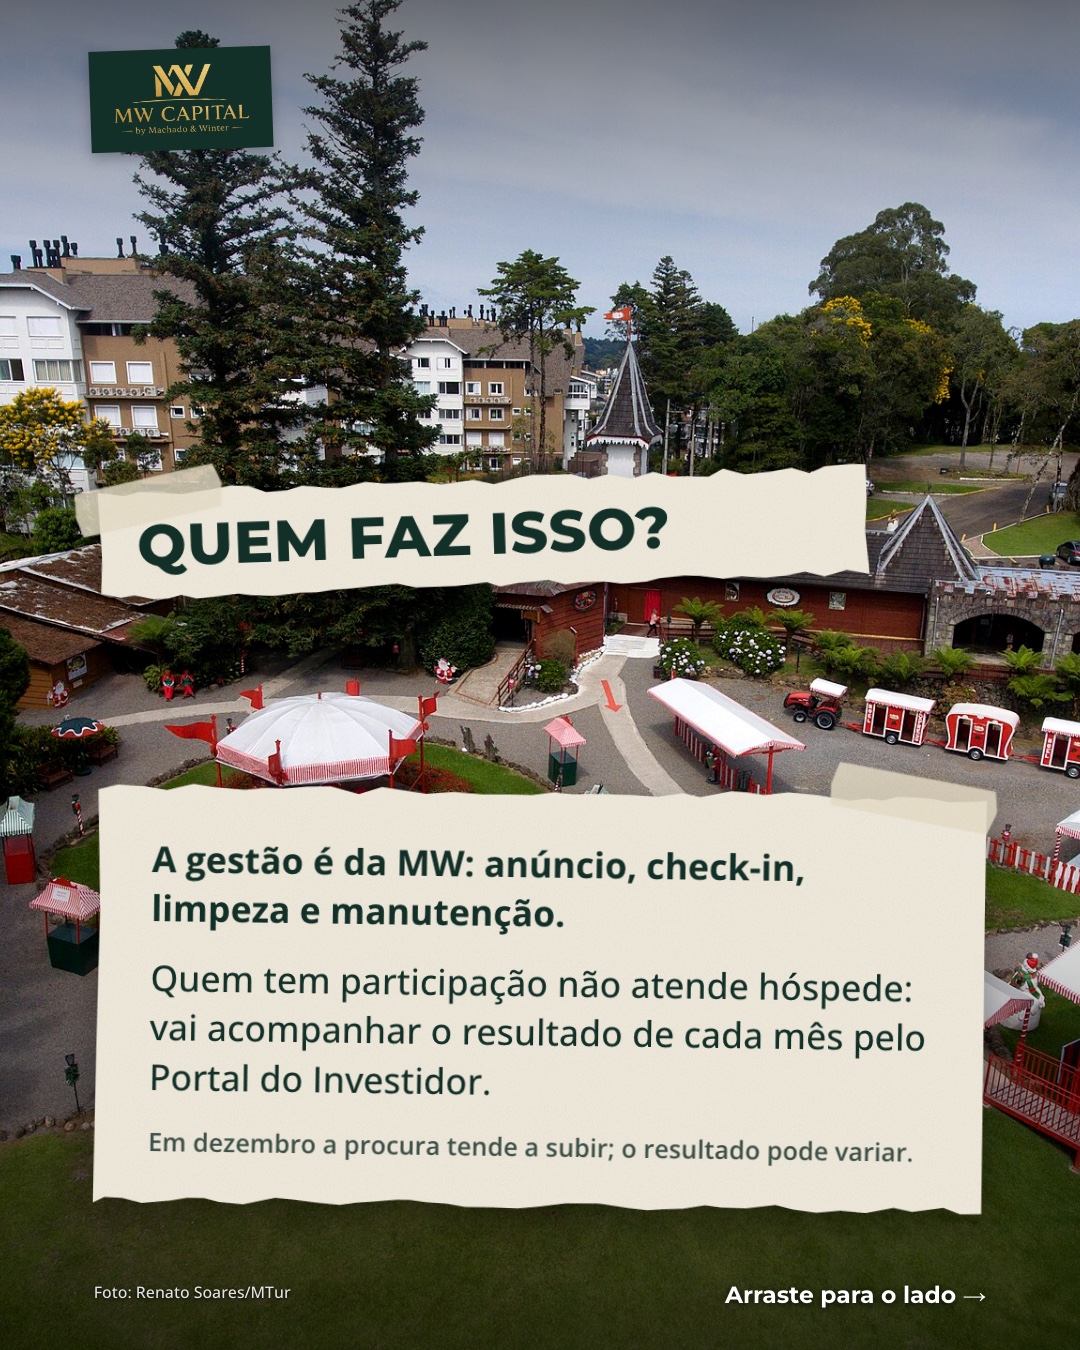 MW CAPITAL
by Machado & Winter
QUEM FAZ ISSO?
A gestão é da MW: anúncio, check-in,
limpeza e manutenção.
Quem tem participação não atende hóspede:
vai acompanhar o resultado de cada mês pelo
Portal do Investidor.
Em dezembro a procura tende a subir; o resultado pode variar.
Foto: Renato Soares/MTur
Arraste para o lado →